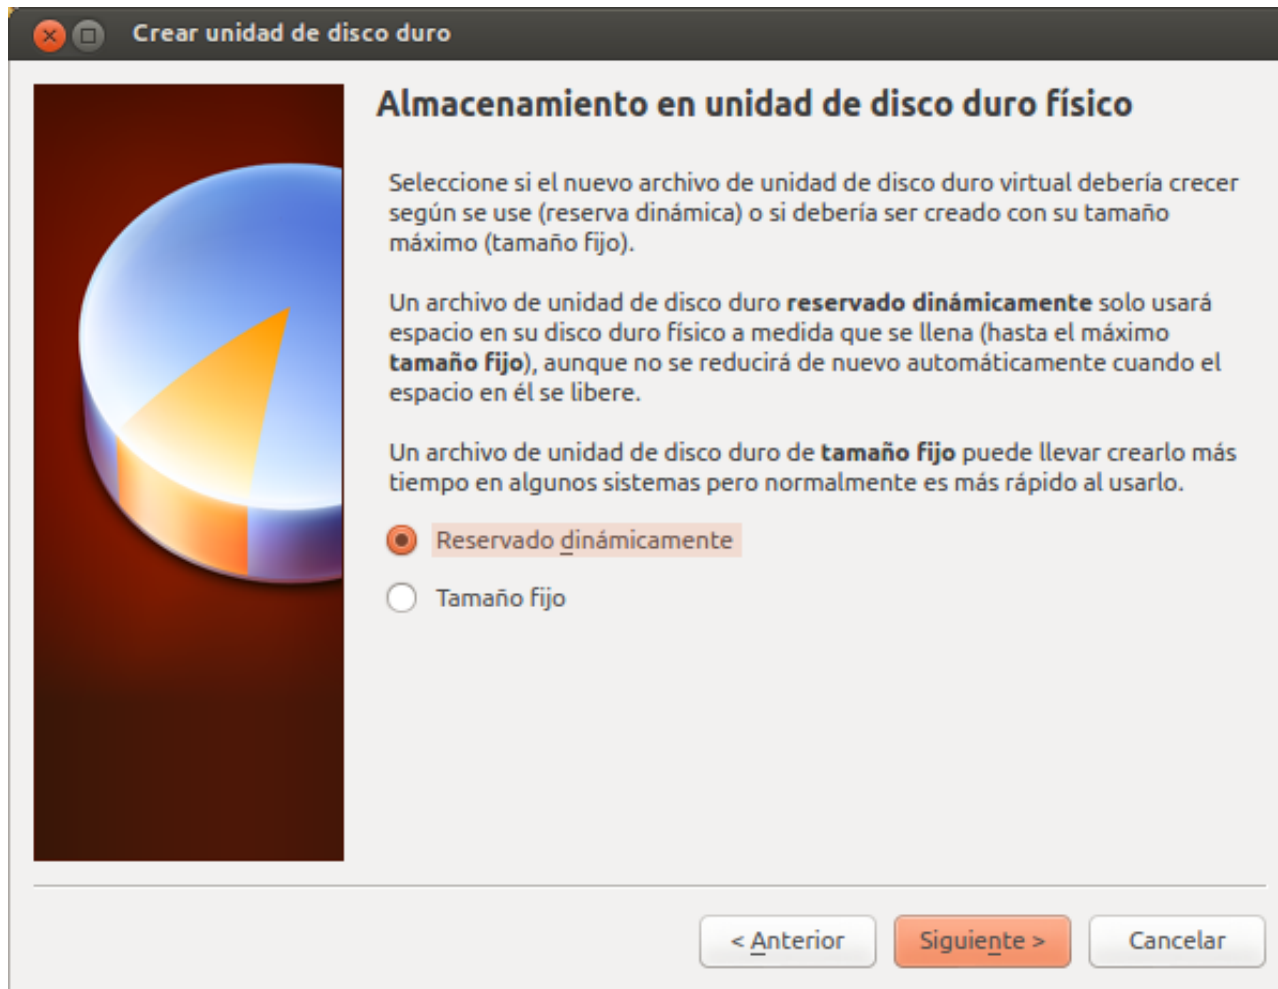 Crear unidad de disco duro
Almacenamiento en unidad de disco duro físico
Seleccione si el nuevo archivo de unidad de disco duro virtual debería crecer
según se use (reserva dinámica) o si debería ser creado con su tamaño
máximo (tamaño fijo).
Un archivo de unidad de disco duro reservado dinámicamente solo usará
espacio en su disco duro físico a medida que se llena (hasta el máximo
tamaño fijo), aunque no se reducirá de nuevo automáticamente cuando el
espacio en él se libere.
Un archivo de unidad de disco duro de tamaño fijo puede llevar crearlo más
tiempo en algunos sistemas pero normalmente es más rápido al usarlo.
Reservado dinámicamente
Tamaño fijo
< Anterior
Siguiente >
Cancelar